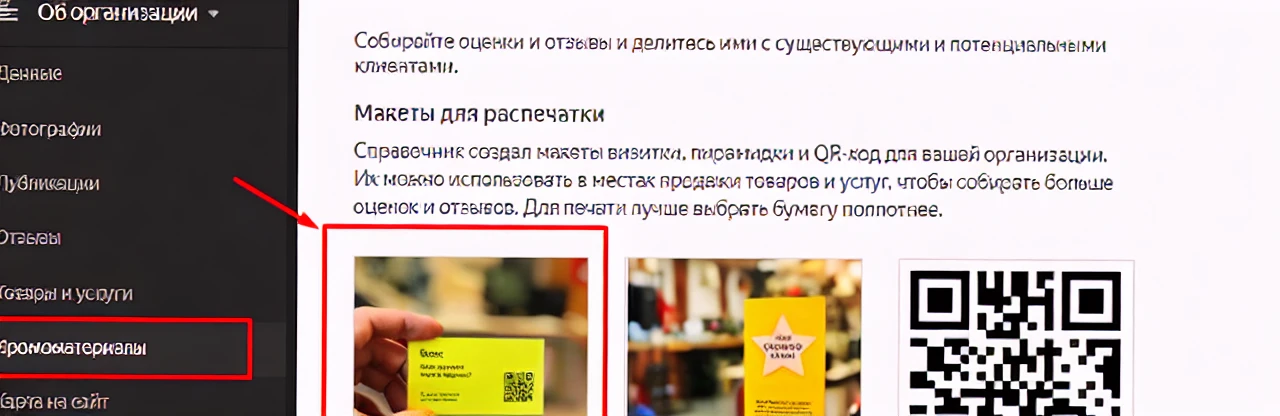 Об организации
Данные
Фотографии
Публикации
Отзывы
Товары и услуги
Промоматериалы
Карта на сайт
Собирайте оценки и отзывы и делитесь ими с существующими и потенциальными
клиентами.
Макеты для распечатки
Справочник создал макеты визитки, пирамидки и QR-код для вашей организации.
Их можно использовать в местах продажи товаров и услуг, чтобы собирать больше
оценок и отзывов. Для печати лучше выбрать бумагу поплотнее.